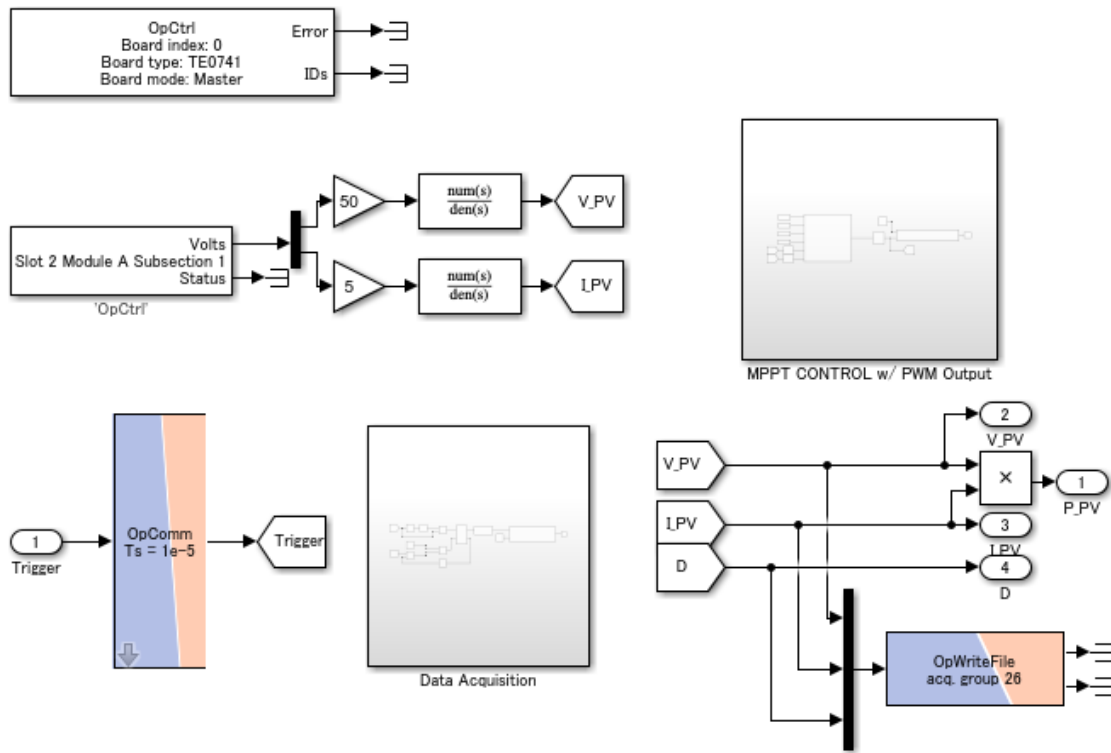 OpCtrl
Board index: 0
Board type: TE0741
Board mode: Master
Error
IDs
50
num(s)
den(s)
V_PV
Volts
Slot 2 Module A Subsection 1
Status
'OpCtrl'
5
num(s)
den(s)
I_PV
MPPT CONTROL w/ PWM Output
1
Trigger
OpComm
Ts = 1e-5
Trigger
Data Acquisition
V_PV
I_PV
D
2
V_PV
×
1
P_PV
3
I_PV
4
D
OpWriteFile
acq. group 26